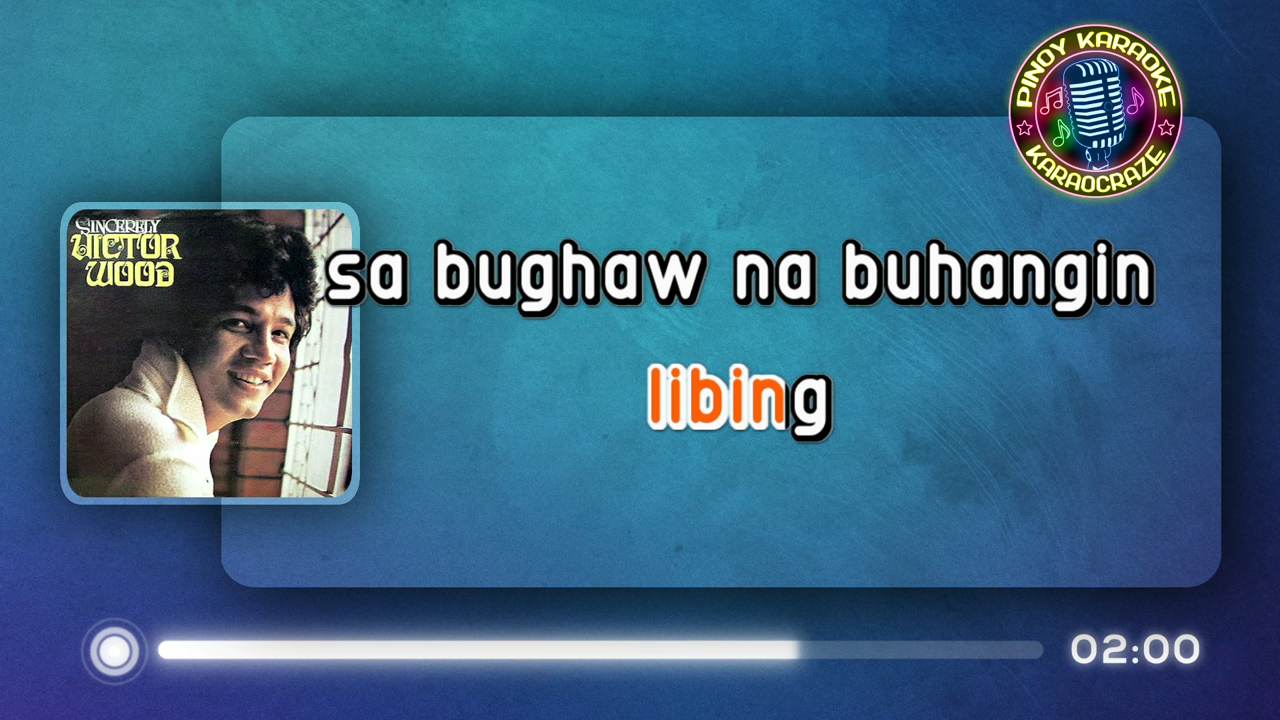 PINOY KARAOKE
KARAOCRAZE
SINCERELY
VICTOR
WOOD
sa bughaw na buhangin
libing
02:00